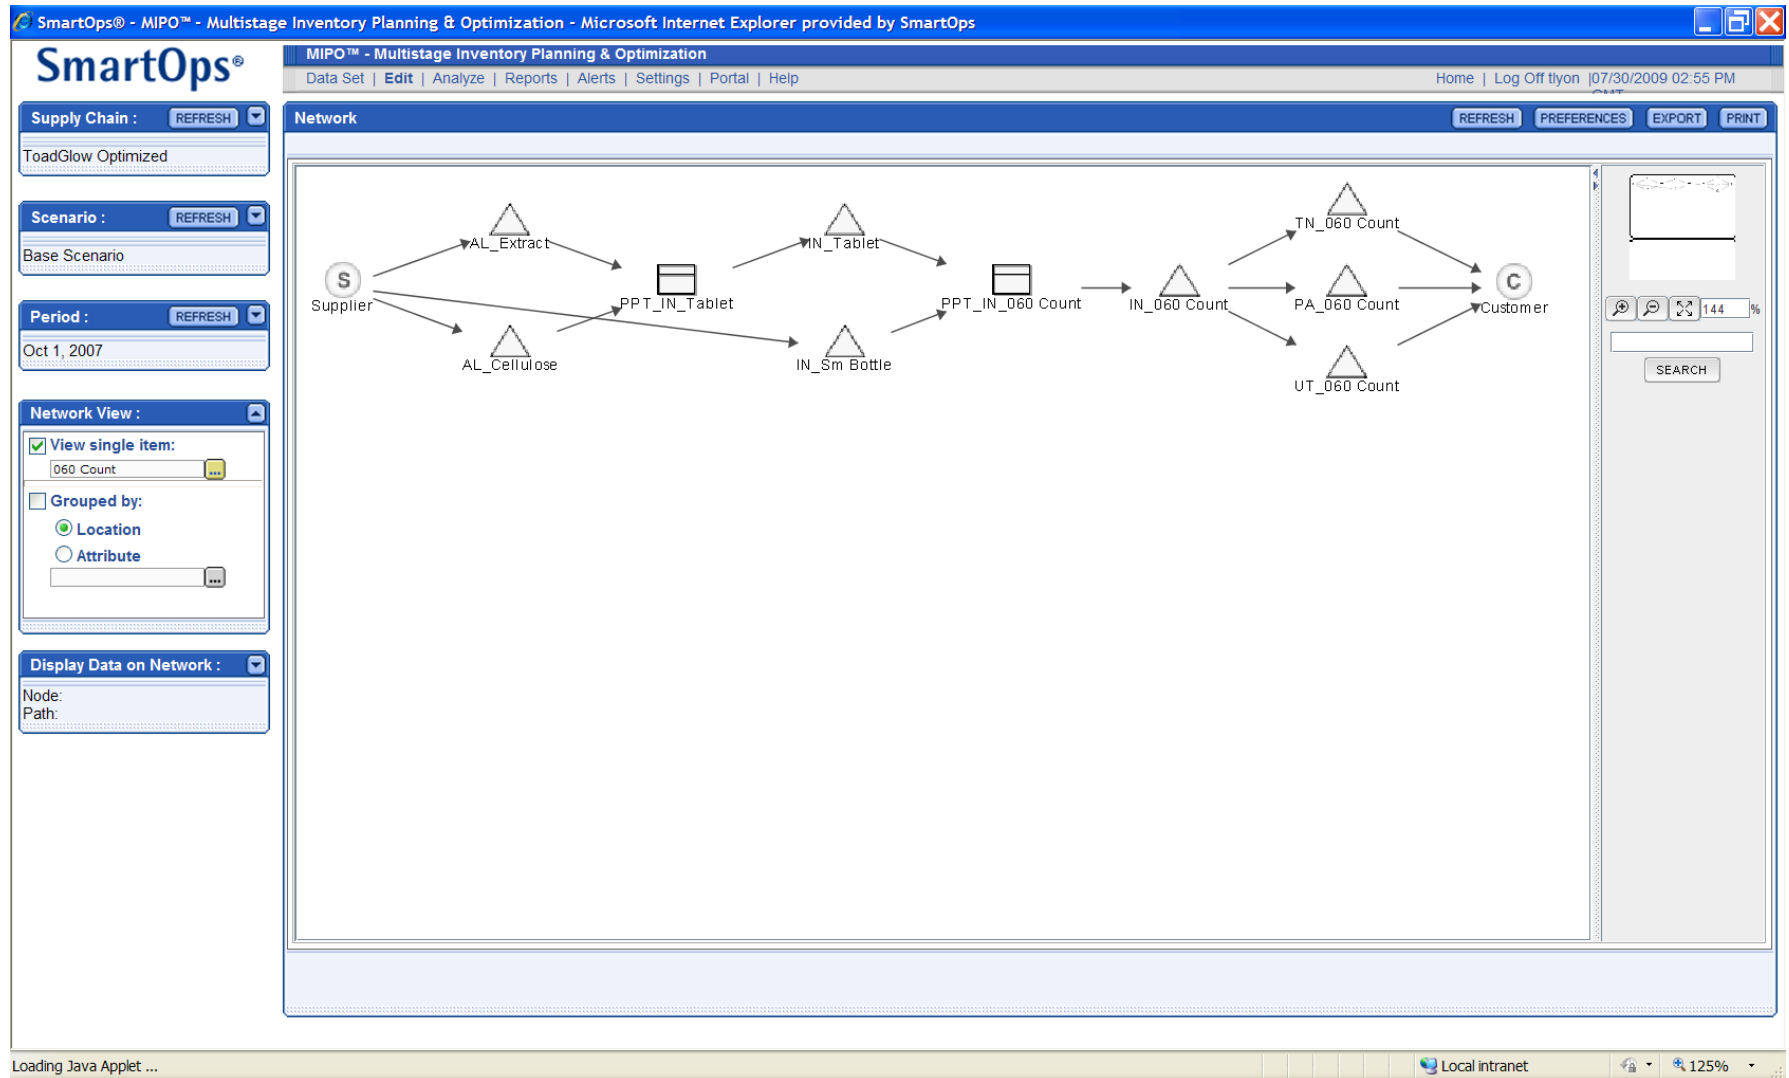 SmartOps® - MIPO™ - Multistage Inventory Planning & Optimization - Microsoft Internet Explorer provided by SmartOps
SmartOps®
MIPO™ - Multistage Inventory Planning & Optimization
Data Set | Edit | Analyze | Reports | Alerts | Settings | Portal | Help
Home | Log Off tlyon |07/30/2009 02:55 PM
GMT
Supply Chain : REFRESH
ToadGlow Optimized
Scenario : REFRESH
Base Scenario
Period : REFRESH
Oct 1, 2007
Network View :
View single item:
060 Count
...
Grouped by:
Location
Attribute
...
Display Data on Network :
Node:
Path:
Network
REFRESH PREFERENCES EXPORT PRINT
S
Supplier
AL_Extract
AL_Cellulose
PPT_IN_Tablet
IN_Tablet
IN_Sm Bottle
PPT_IN_060 Count
IN_060 Count
TN_060 Count
PA_060 Count
UT_060 Count
C
Customer
144 %
SEARCH
Loading Java Applet ...
Local intranet
125%